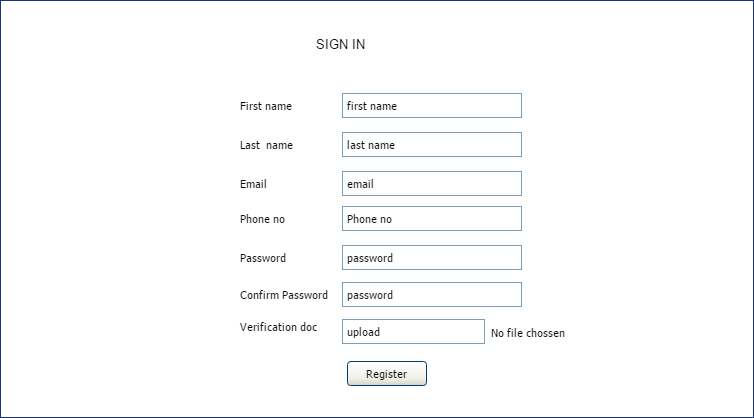 SIGN IN
First name first name
Last  name last name
Email email
Phone no Phone no
Password password
Confirm Password password
Verification doc upload No file chossen
Register